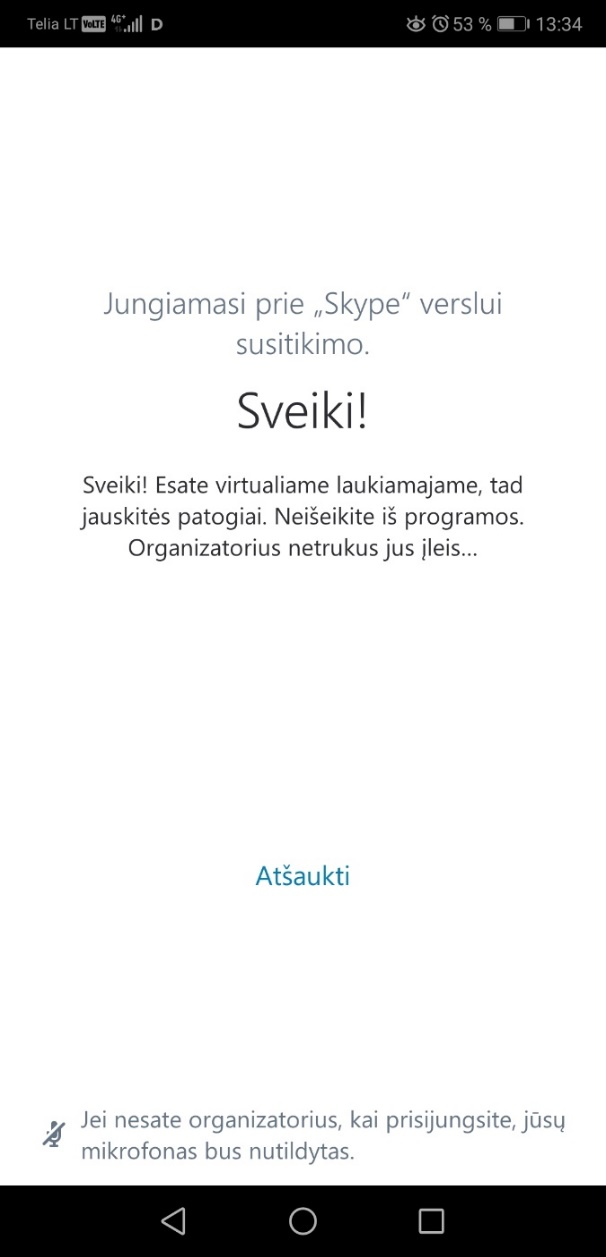 Telia LT VoLTE 4G+ D 53 % 13:34
Jungiamasi prie „Skype“ verslui
susitikimo.
Sveiki!
Sveiki! Esate virtualiame laukiamajame, tad
jauskitės patogiai. Neišeikite iš programos.
Organizatorius netrukus jus įleis...
Atšaukti
Jei nesate organizatorius, kai prisijungsite, jūsų
mikrofonas bus nutildytas.